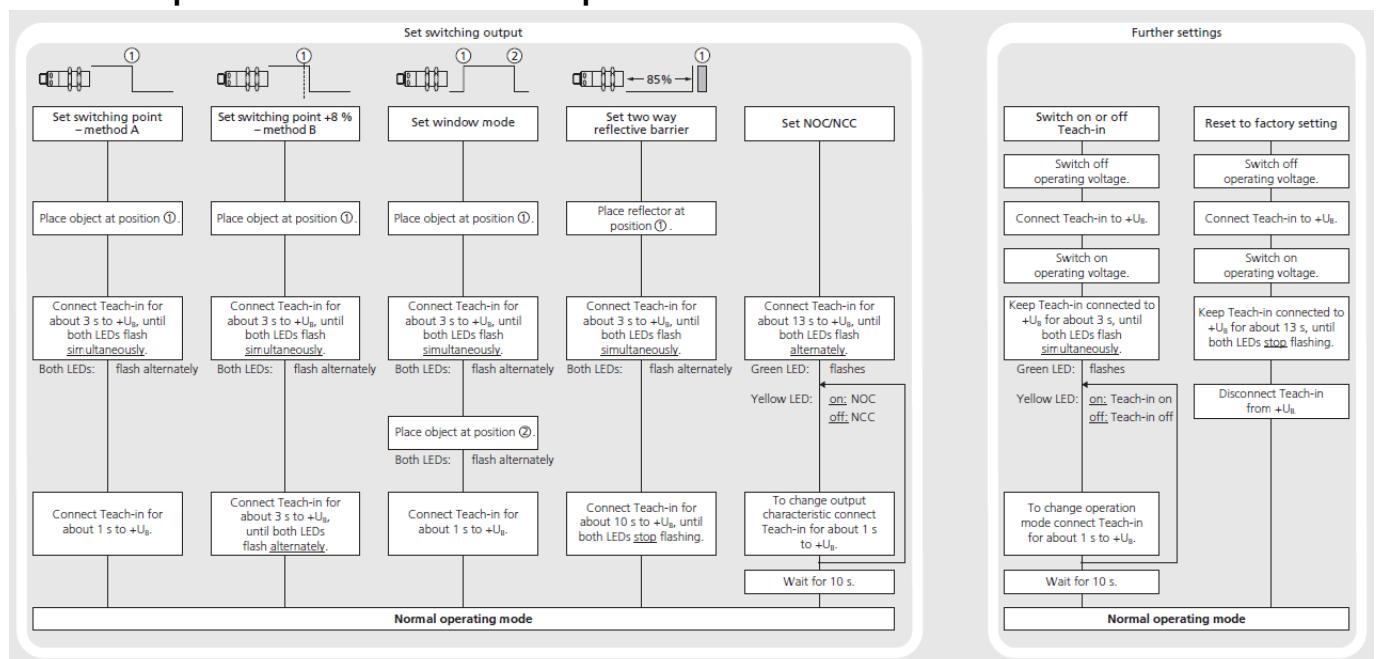 Set switching output
①
①
① ②
①
85%
Set switching point
– method A
Place object at position ①.
Connect Teach-in for
about 3 s to +UB, until
both LEDs flash
simultaneously.
Both LEDs: flash alternately
Connect Teach-in for
about 1 s to +UB.
Set switching point +8 %
– method B
Place object at position ①.
Connect Teach-in for
about 3 s to +UB, until
both LEDs flash
simultaneously.
Both LEDs: flash alternately
Connect Teach-in for
about 3 s to +UB,
until both LEDs
flash alternately.
Set window mode
Place object at position ①.
Connect Teach-in for
about 3 s to +UB, until
both LEDs flash
simultaneously.
Both LEDs: flash alternately
Place object at position ②.
Both LEDs: flash alternately
Connect Teach-in for
about 1 s to +UB.
Set two way
reflective barrier
Place reflector at
position ①.
Connect Teach-in for
about 3 s to +UB, until
both LEDs flash
simultaneously.
Both LEDs: flash alternately
Connect Teach-in for
about 10 s to +UB, until
both LEDs stop flashing.
Set NOC/NCC
Connect Teach-in for
about 13 s to +UB, until
both LEDs flash
alternately.
Green LED: flashes
Yellow LED: on: NOC
off: NCC
To change output
characteristic connect
Teach-in for about 1 s
to +UB.
Wait for 10 s.
Normal operating mode
Further settings
Switch on or off
Teach-in
Switch off
operating voltage.
Connect Teach-in to +UB.
Switch on
operating voltage.
Keep Teach-in connected to
+UB for about 3 s, until
both LEDs flash
simultaneously.
Green LED: flashes
Yellow LED: on: Teach-in on
off: Teach-in off
To change operation
mode connect Teach-in
for about 1 s to +UB.
Wait for 10 s.
Reset to factory setting
Switch off
operating voltage.
Connect Teach-in to +UB.
Switch on
operating voltage.
Keep Teach-in connected to
+UB for about 13 s, until
both LEDs stop flashing.
Disconnect Teach-in
from +UB.
Normal operating mode